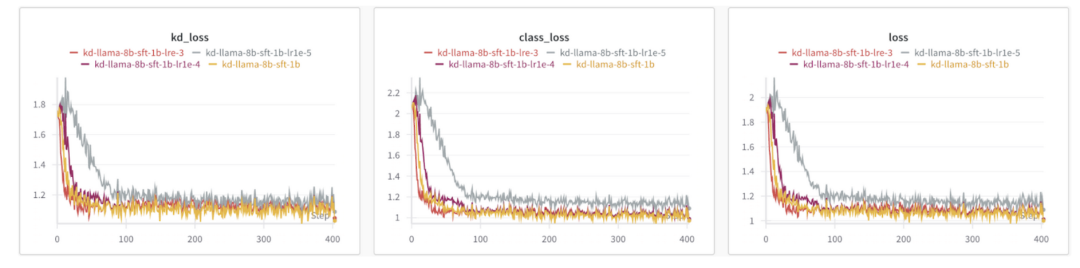 kd_loss
kd-llama-8b-sft-1b-lre-3 kd-llama-8b-sft-1b-lr1e-5
kd-llama-8b-sft-1b-lr1e-4 kd-llama-8b-sft-1b
1.8
1.6
1.4
1.2
Step
0 100 200 300 400
class_loss
kd-llama-8b-sft-1b-lre-3 kd-llama-8b-sft-1b-lr1e-5
kd-llama-8b-sft-1b-lr1e-4 kd-llama-8b-sft-1b
2.2
2
1.8
1.6
1.4
1.2
1
Step
0 100 200 300 400
loss
kd-llama-8b-sft-1b-lre-3 kd-llama-8b-sft-1b-lr1e-5
kd-llama-8b-sft-1b-lr1e-4 kd-llama-8b-sft-1b
2
1.8
1.6
1.4
1.2
1
Step
0 100 200 300 400